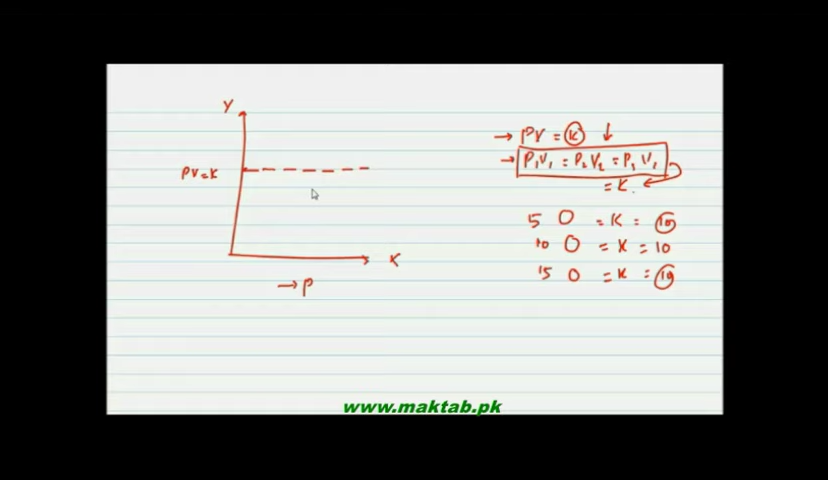 Y
PV = K
X
→ P
→ PV = K ↓
→ P₁V₁ = P₂V₂ = P₃V₃
= K.
5 0 = K = 10
10 0 = K = 10
15 0 = K = 10
www.maktab.pk